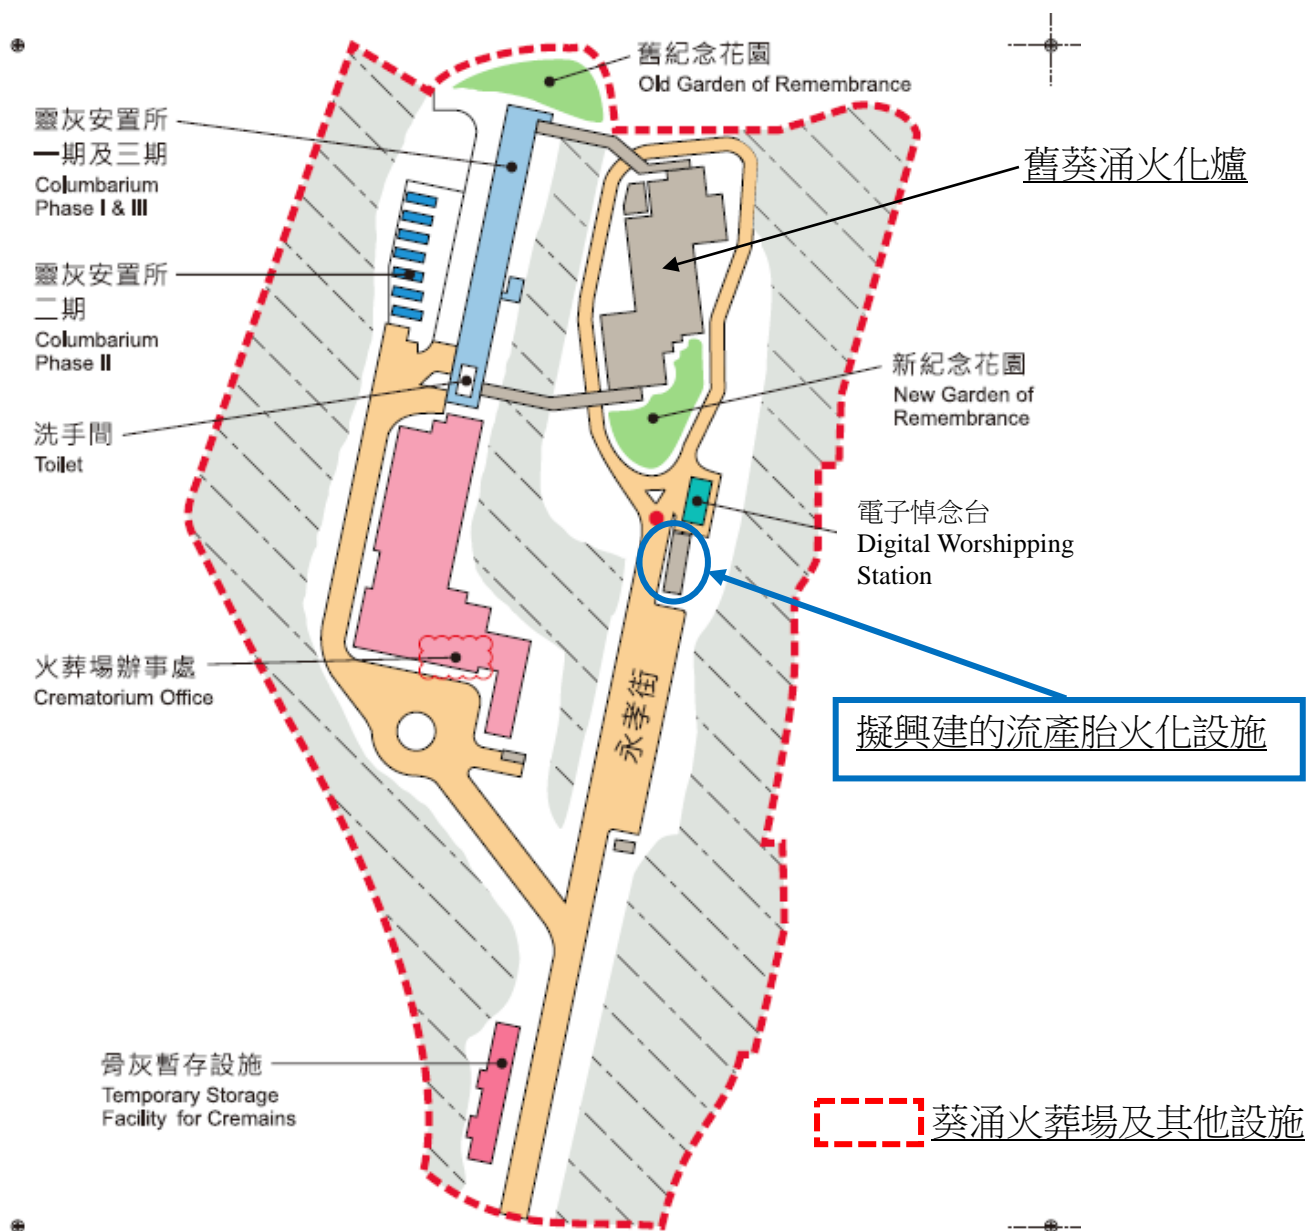 舊紀念花園
Old Garden of Remembrance
靈灰安置所
一期及三期
Columbarium
Phase I & III
舊葵涌火化爐
靈灰安置所
二期
Columbarium
Phase II
新紀念花園
New Garden of
Remembrance
洗手間
Toilet
電子悼念台
Digital Worshipping
Station
火葬場辦事處
Crematorium Office
永孝街
擬興建的流產胎火化設施
骨灰暫存設施
Temporary Storage
Facility for Cremains
葵涌火葬場及其他設施